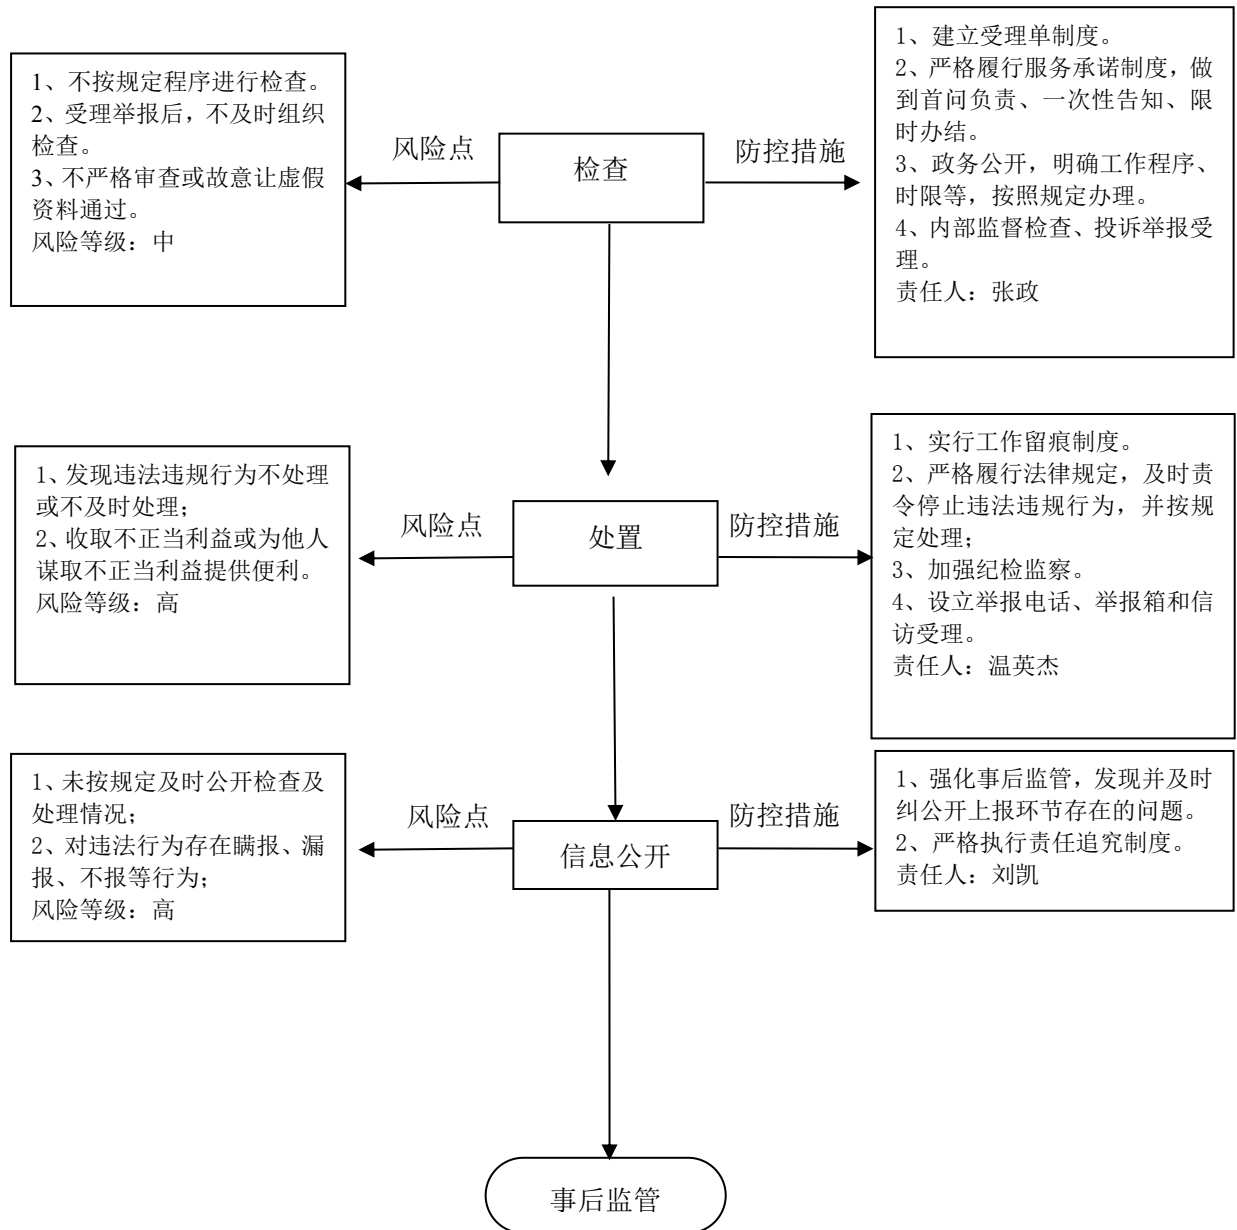 1、不按规定程序进行检查。
2、受理举报后，不及时组织
检查。
3、不严格审查或故意让虚假
资料通过。
风险等级：中
风险点
检查
防控措施
1、建立受理单制度。
2、严格履行服务承诺制度，做
到首问负责、一次性告知、限
时办结。
3、政务公开，明确工作程序、
时限等，按照规定办理。
4、内部监督检查、投诉举报受
理。
责任人：张政
1、发现违法违规行为不处理
或不及时处理；
2、收取不正当利益或为他人
谋取不正当利益提供便利。
风险等级：高
风险点
处置
防控措施
1、实行工作留痕制度。
2、严格履行法律规定，及时责
令停止违法违规行为，并按规
定处理；
3、加强纪检监察。
4、设立举报电话、举报箱和信
访受理。
责任人：温英杰
1、未按规定及时公开检查及
处理情况；
2、对违法行为存在瞒报、漏
报、不报等行为；
风险等级：高
风险点
信息公开
防控措施
1、强化事后监管，发现并及时
纠公开上报环节存在的问题。
2、严格执行责任追究制度。
责任人：刘凯
事后监管